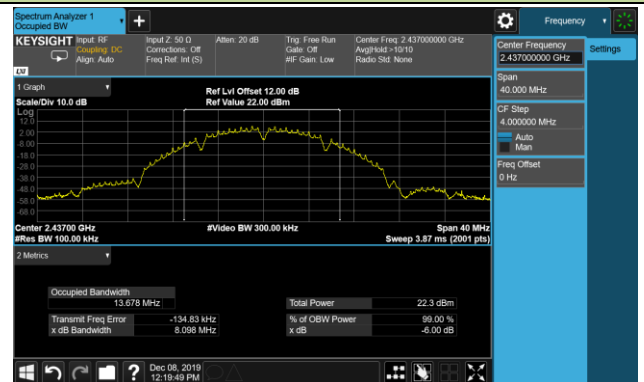 Spectrum Analyzer 1
Occupied BW
Frequency
KEYSIGHT
Input: RF
Coupling: DC
Align: Auto
Input Z: 50 Ω
Corrections: Off
Freq Ref: Int (S)
Atten: 20 dB
Trig: Free Run
Gate: Off
#IF Gain: Low
Center Freq: 2.437000000 GHz
Avg|Hold:>10/10
Radio Std: None
LXI
Center Frequency
2.437000000 GHz
Settings
Span
40.000 MHz
CF Step
4.000000 MHz
Auto
Man
Freq Offset
0 Hz
1 Graph
Scale/Div 10.0 dB
Ref Lvl Offset 12.00 dB
Ref Value 22.00 dBm
Log
12.0
2.00
-8.00
-18.0
-28.0
-38.0
-48.0
-58.0
-68.0
Center 2.43700 GHz
#Res BW 100.00 kHz
#Video BW 300.00 kHz
Span 40 MHz
Sweep 3.87 ms (2001 pts)
2 Metrics
Occupied Bandwidth
13.678 MHz
Transmit Freq Error -134.83 kHz
x dB Bandwidth 8.098 MHz
Total Power 22.3 dBm
% of OBW Power 99.00 %
x dB -6.00 dB
?
Dec 08, 2019
12:19:49 PM